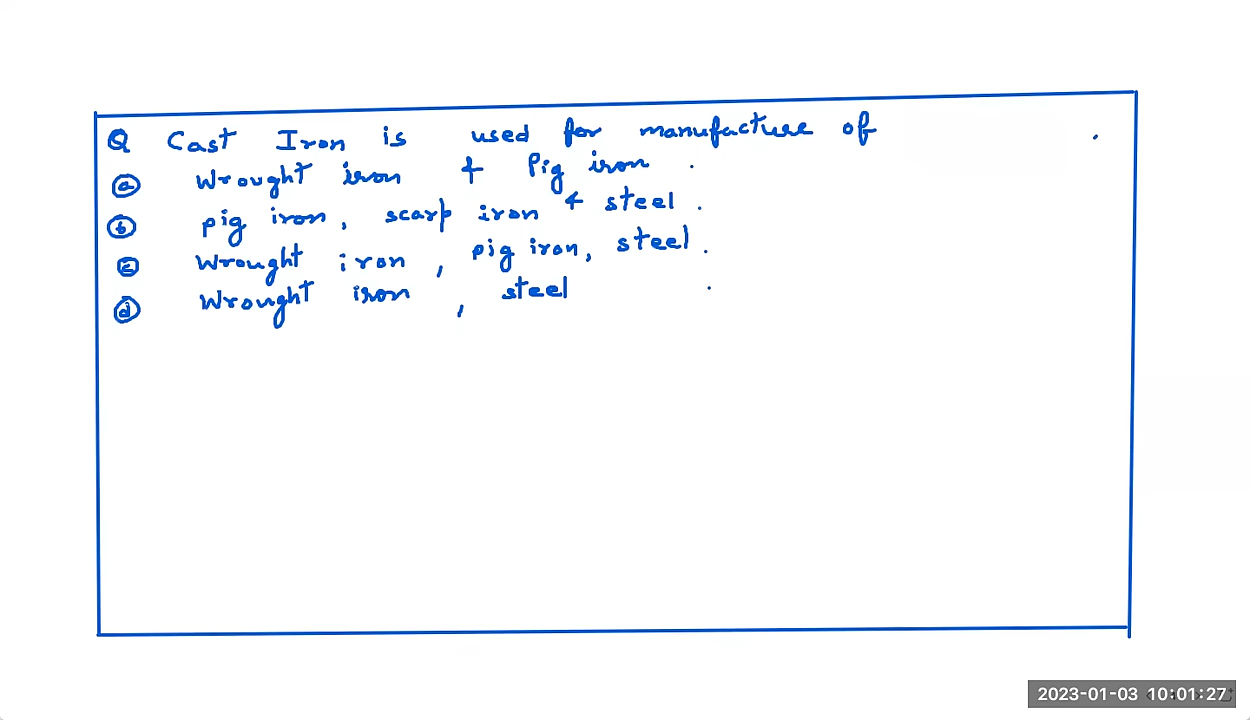 Q Cast Iron is used for manufacture of
(a) Wrought iron & Pig iron.
(b) pig iron, scarp iron & steel.
(c) Wrought iron, pig iron, steel.
(d) Wrought iron, steel.
2023-01-03 10:01:27